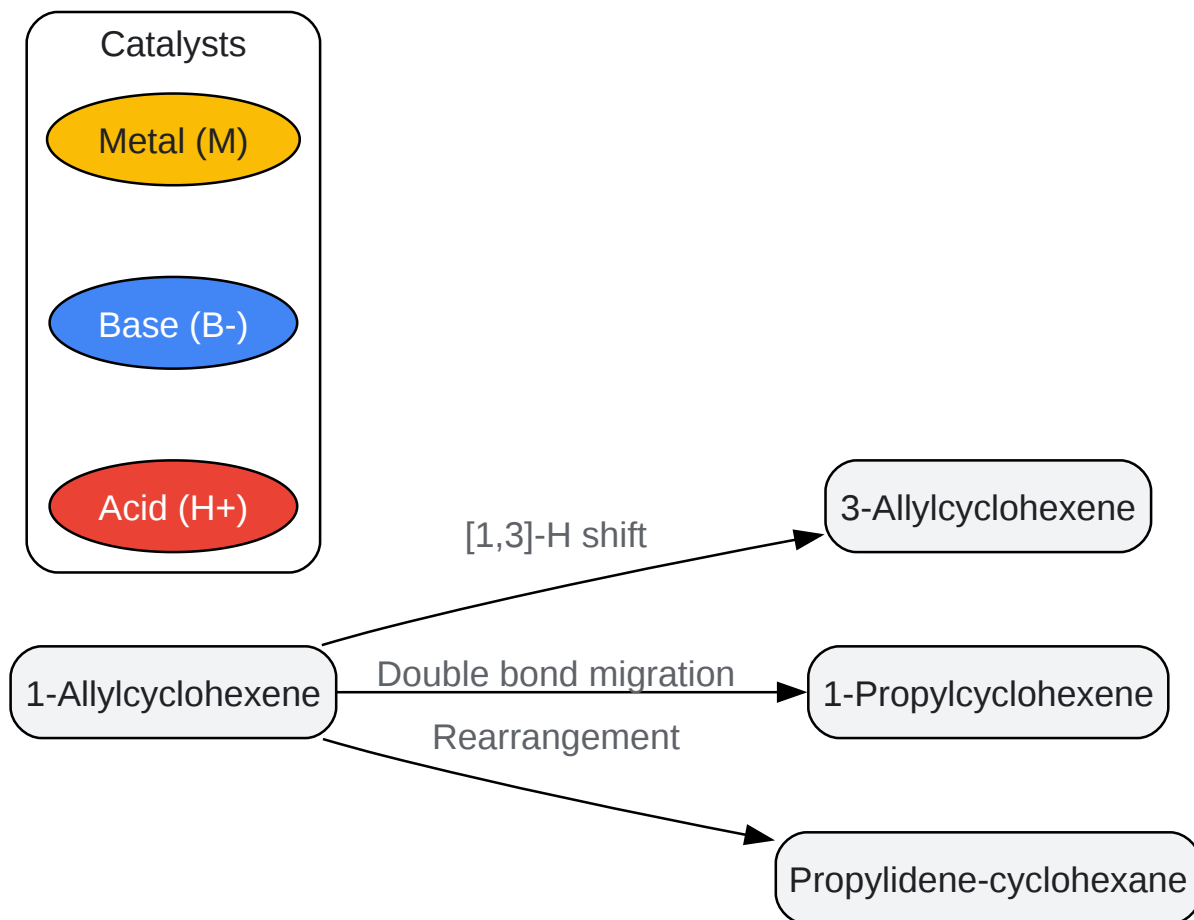 Catalysts
Metal (M)
Base (B-)
Acid (H+)
[1,3]-H shift
3-Allylcyclohexene
1-Allylcyclohexene
Double bond migration
1-Propylcyclohexene
Rearrangement
Propylidene-cyclohexane